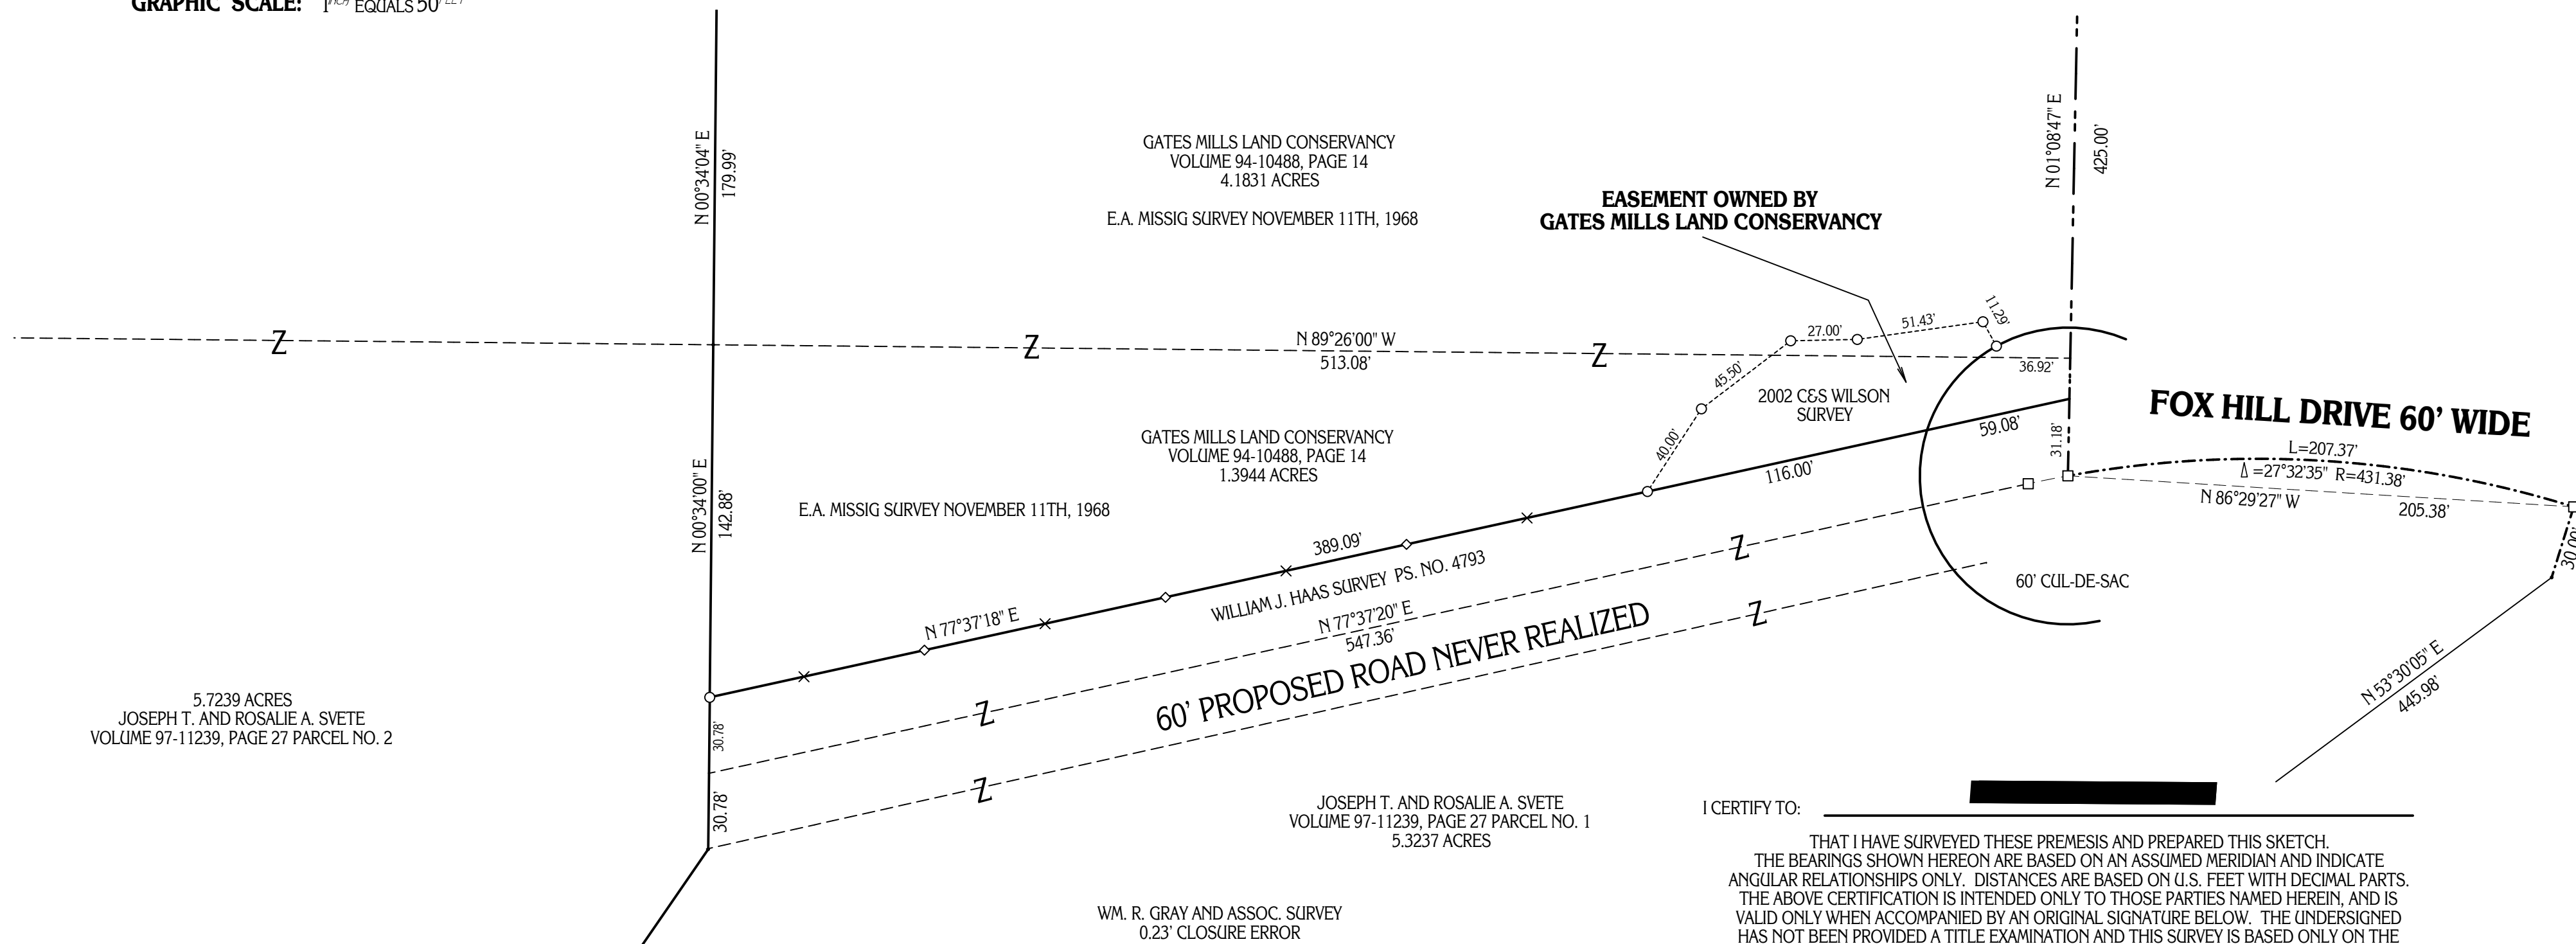 GRAPHIC SCALE: 1 INCH EQUALS 50 FEET
N 00°34'04" E
179.99'
GATES MILLS LAND CONSERVANCY
VOLUME 94-10488, PAGE 14
4.1831 ACRES
E.A. MISSIG SURVEY NOVEMBER 11TH, 1968
EASEMENT OWNED BY
GATES MILLS LAND CONSERVANCY
N 01°08'47" E
425.00'
Z
Z
N 89°26'00" W
513.08'
Z
27.00'
51.43'
11.29'
36.92'
45.50'
40.00'
2002 C&S WILSON
SURVEY
FOX HILL DRIVE 60' WIDE
L=207.37'
Δ =27°32'35" R=431.38'
N 86°29'27" W
205.38'
30.00'
31.18'
59.08'
116.00'
GATES MILLS LAND CONSERVANCY
VOLUME 94-10488, PAGE 14
1.3944 ACRES
N 00°34'00" E
142.88'
E.A. MISSIG SURVEY NOVEMBER 11TH, 1968
389.09'
WILLIAM J. HAAS SURVEY PS. NO. 4793
N 77°37'18" E
N 77°37'20" E
547.36'
Z
Z
60' CUL-DE-SAC
60' PROPOSED ROAD NEVER REALIZED
N 53°30'05" E
445.98'
5.7239 ACRES
JOSEPH T. AND ROSALIE A. SVETE
VOLUME 97-11239, PAGE 27 PARCEL NO. 2
30.78'
Z
Z
30.78'
JOSEPH T. AND ROSALIE A. SVETE
VOLUME 97-11239, PAGE 27 PARCEL NO. 1
5.3237 ACRES
WM. R. GRAY AND ASSOC. SURVEY
0.23' CLOSURE ERROR
I CERTIFY TO:
THAT I HAVE SURVEYED THESE PREMESIS AND PREPARED THIS SKETCH.
THE BEARINGS SHOWN HEREON ARE BASED ON AN ASSUMED MERIDIAN AND INDICATE
ANGULAR RELATIONSHIPS ONLY. DISTANCES ARE BASED ON U.S. FEET WITH DECIMAL PARTS.
THE ABOVE CERTIFICATION IS INTENDED ONLY TO THOSE PARTIES NAMED HEREIN, AND IS
VALID ONLY WHEN ACCOMPANIED BY AN ORIGINAL SIGNATURE BELOW. THE UNDERSIGNED
HAS NOT BEEN PROVIDED A TITLE EXAMINATION AND THIS SURVEY IS BASED ONLY ON THE